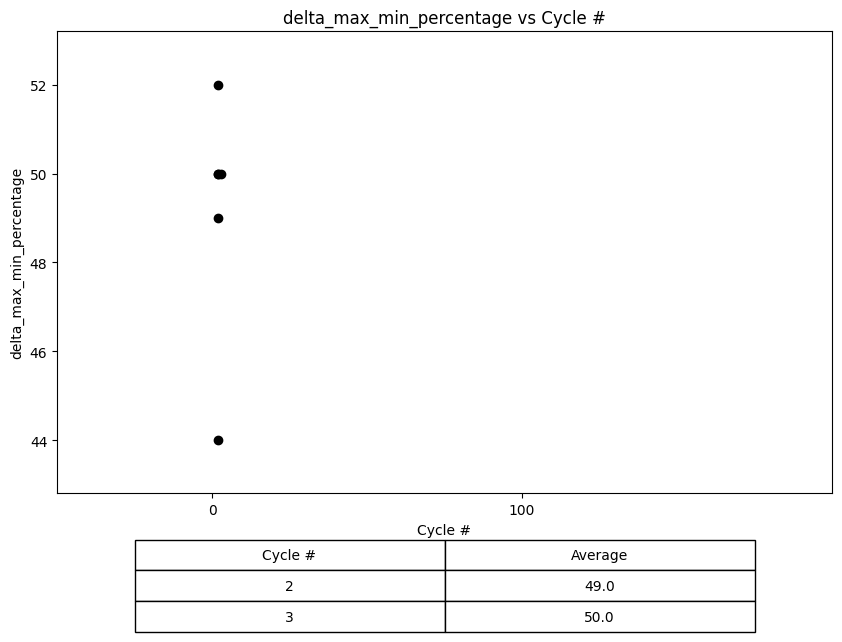 delta_max_min_percentage vs Cycle #
52
50
48
46
44
delta_max_min_percentage
0 100
Cycle #
Cycle # Average
2 49.0
3 50.0